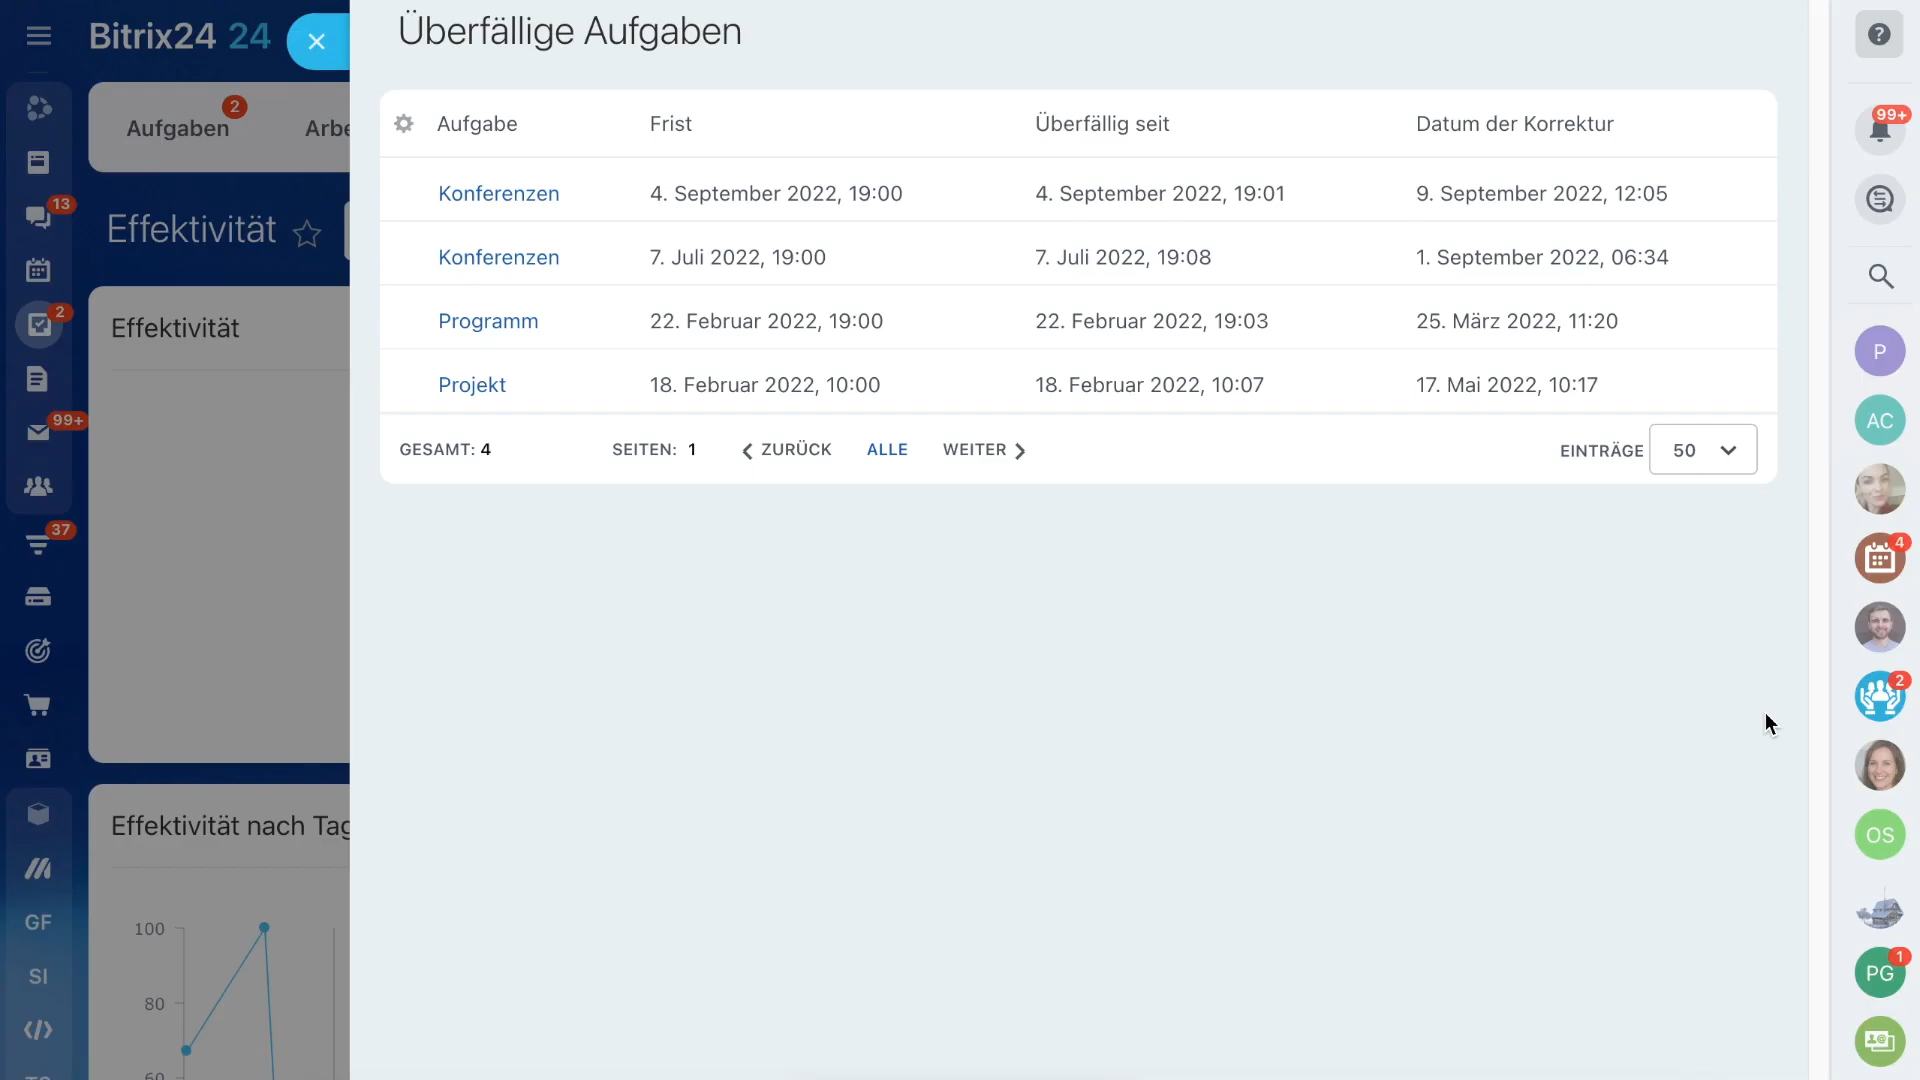 Bitrix24 24
Überfällige Aufgaben
Aufgaben
2
Effektivität
Effektivität
Effektivität nach Tag
100
80
60
13
2
99+
37
GF
SI
Aufgabe Frist Überfällig seit Datum der Korrektur
Konferenzen 4. September 2022, 19:00 4. September 2022, 19:01 9. September 2022, 12:05
Konferenzen 7. Juli 2022, 19:00 7. Juli 2022, 19:08 1. September 2022, 06:34
Programm 22. Februar 2022, 19:00 22. Februar 2022, 19:03 25. März 2022, 11:20
Projekt 18. Februar 2022, 10:00 18. Februar 2022, 10:07 17. Mai 2022, 10:17
GESAMT: 4 SEITEN: 1 ZURÜCK ALLE WEITER EINTRÄGE 50
?
99+
P
AC
4
2
OS
1
PG